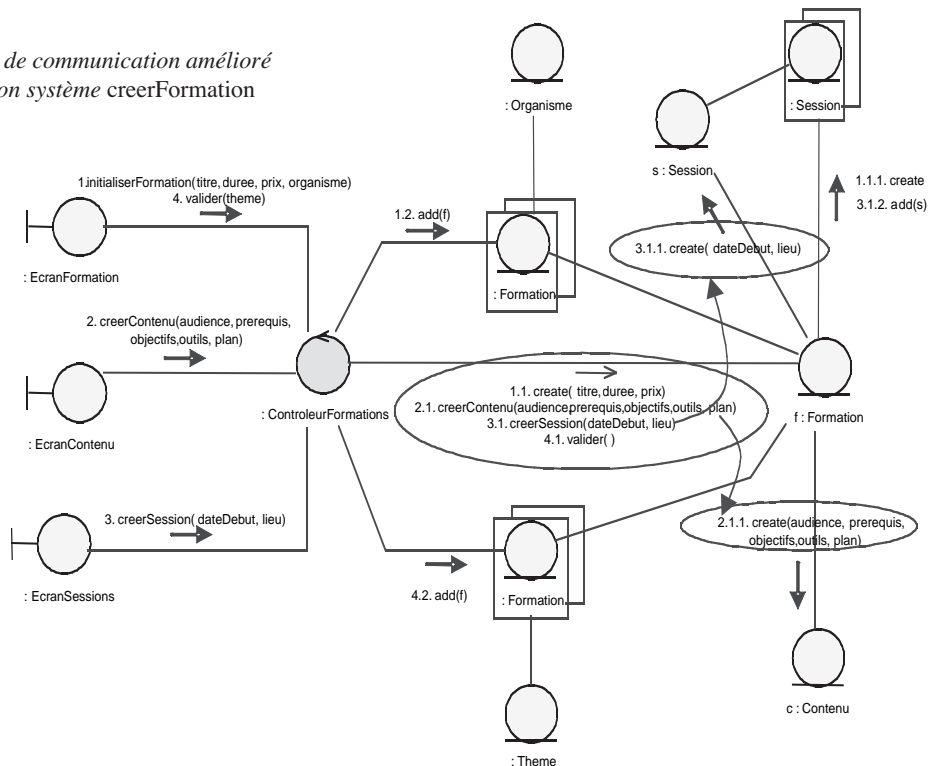 de communication amélioré
on système creerFormation
: Organisme
: Session
s : Session
1.initialiserFormation(titre, duree, prix, organisme)
4. valider(theme)
1.2. add(f)
1.1.1. create
3.1.2. add(s)
3.1.1. create( dateDebut, lieu)
: EcranFormation
: Formation
2. creerContenu(audience, prerequis,
objectifs,outils, plan)
1.1. create( titre, duree, prix)
2.1. creerContenu(audience,prerequis,objectifs,outils, plan)
3.1. creerSession(dateDebut, lieu)
4.1. valider( )
: ControleurFormations
f : Formation
: EcranContenu
3. creerSession( dateDebut, lieu)
2.1.1. create(audience, prerequis,
objectifs,outils, plan)
: EcranSessions
4.2. add(f)
: Formation
c : Contenu
: Theme